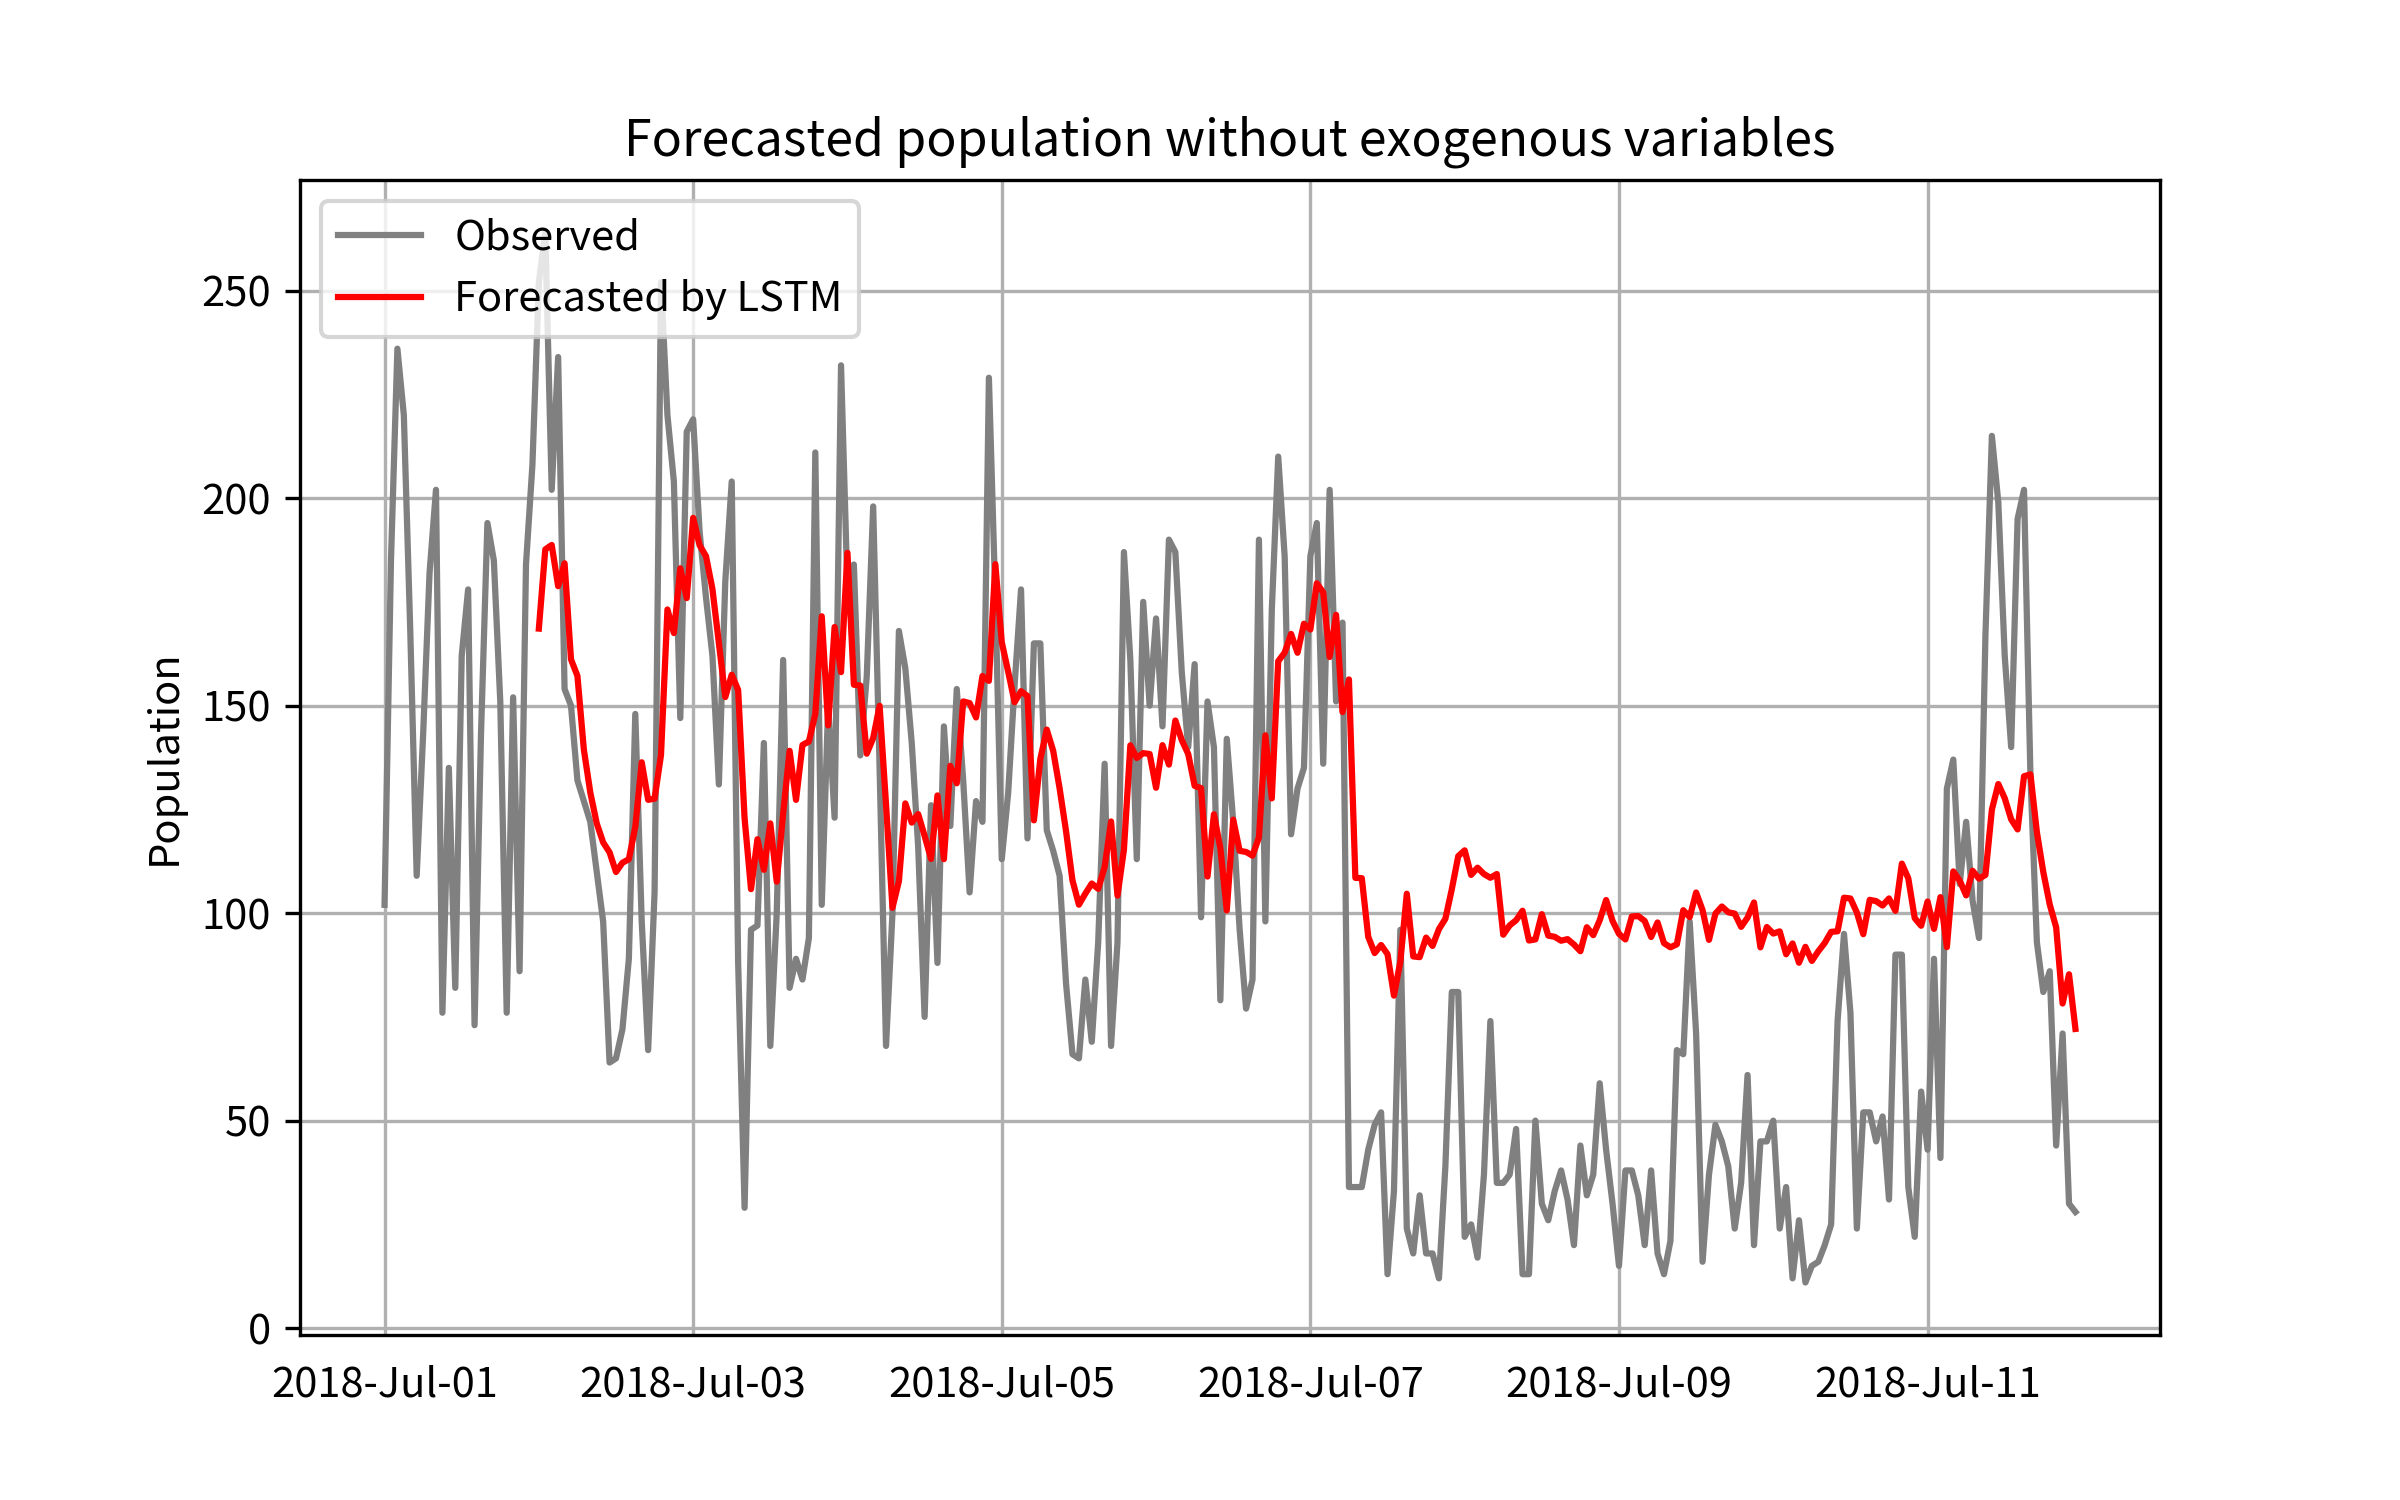 Forecasted population without exogenous variables
Observed
Forecasted by LSTM
Population
250
200
150
100
50
0
2018-Jul-01
2018-Jul-03
2018-Jul-05
2018-Jul-07
2018-Jul-09
2018-Jul-11